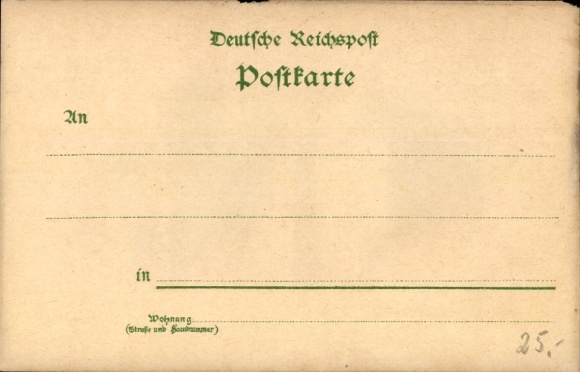 Deutsche Reichspost
Postkarte
An
in
Wohnung
(Straße und Hausnummer)
25.-